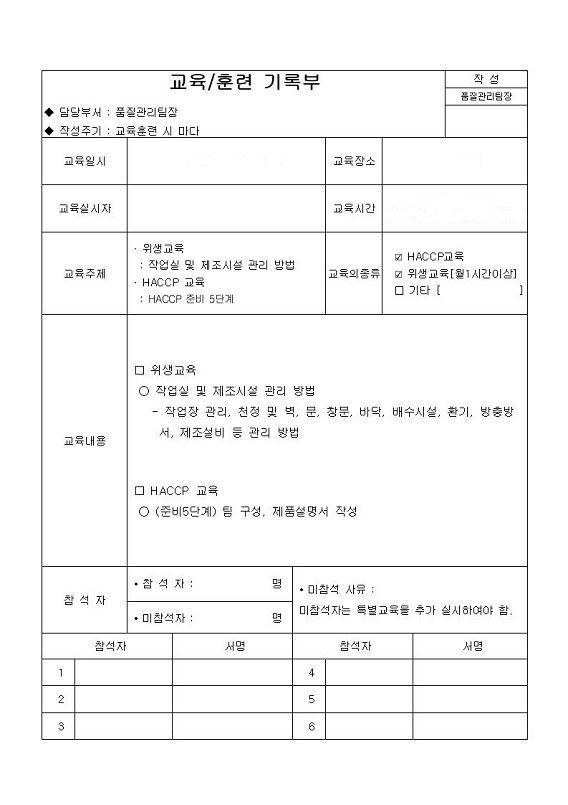 교육/훈련 기록부
작 성
품질관리팀장
◆ 담당부서 : 품질관리팀장
◆ 작성주기 : 교육훈련 시 마다
교육일시
교육장소
교육실시자
교육시간
교육주제
· 위생교육
: 작업실 및 제조시설 관리 방법
· HACCP 교육
: HACCP 준비 5단계
교육의종류
☑ HACCP교육
☑ 위생교육[월1시간이상]
□ 기타 [ ]
교육내용
□ 위생교육
○ 작업실 및 제조시설 관리 방법
- 작업장 관리, 천정 및 벽, 문, 창문, 바닥, 배수시설, 환기, 방충방
서, 제조설비 등 관리 방법
□ HACCP 교육
○ (준비5단계) 팀 구성, 제품설명서 작성
참 석 자
• 참 석 자 : 명
• 미참석자 : 명
• 미참석 사유 :
미참석자는 특별교육을 추가 실시하여야 함.
참석자 서명 참석자 서명
1 4
2 5
3 6